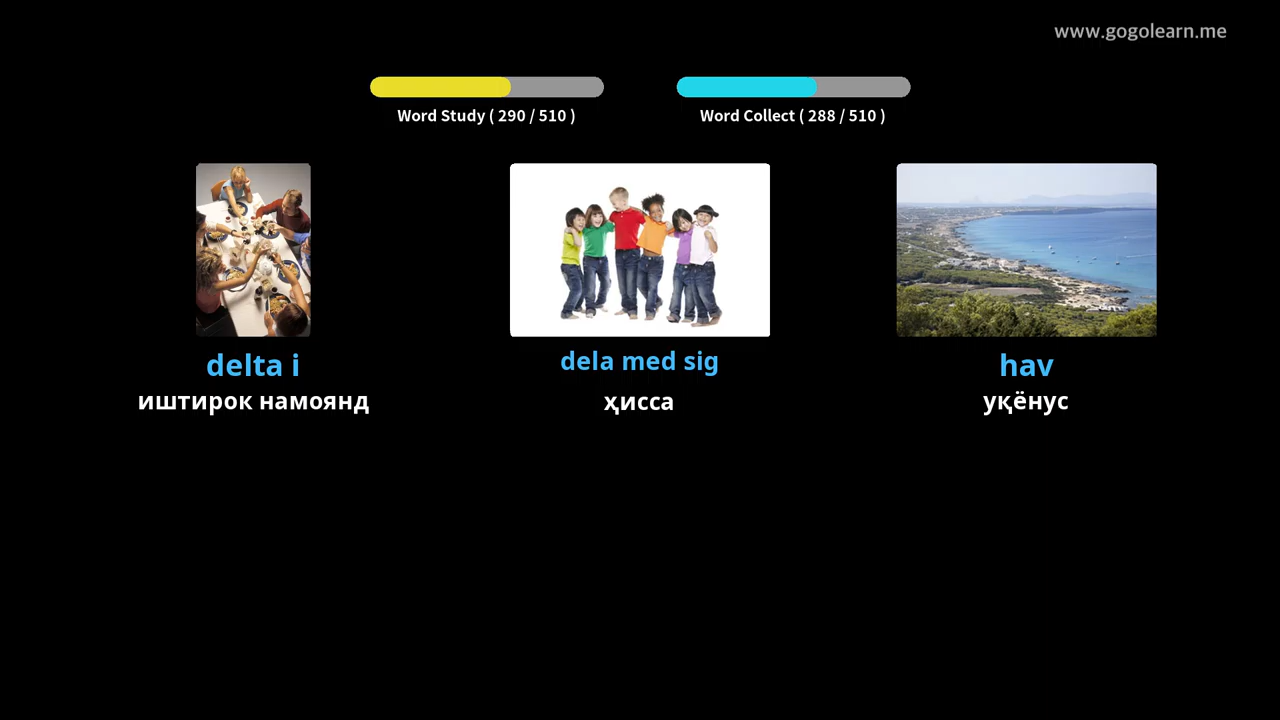 www.gogolearn.me
Word Study ( 290 / 510 )
Word Collect ( 288 / 510 )
delta i
иштирок намоянд
dela med sig
ҳисса
hav
уқёнус